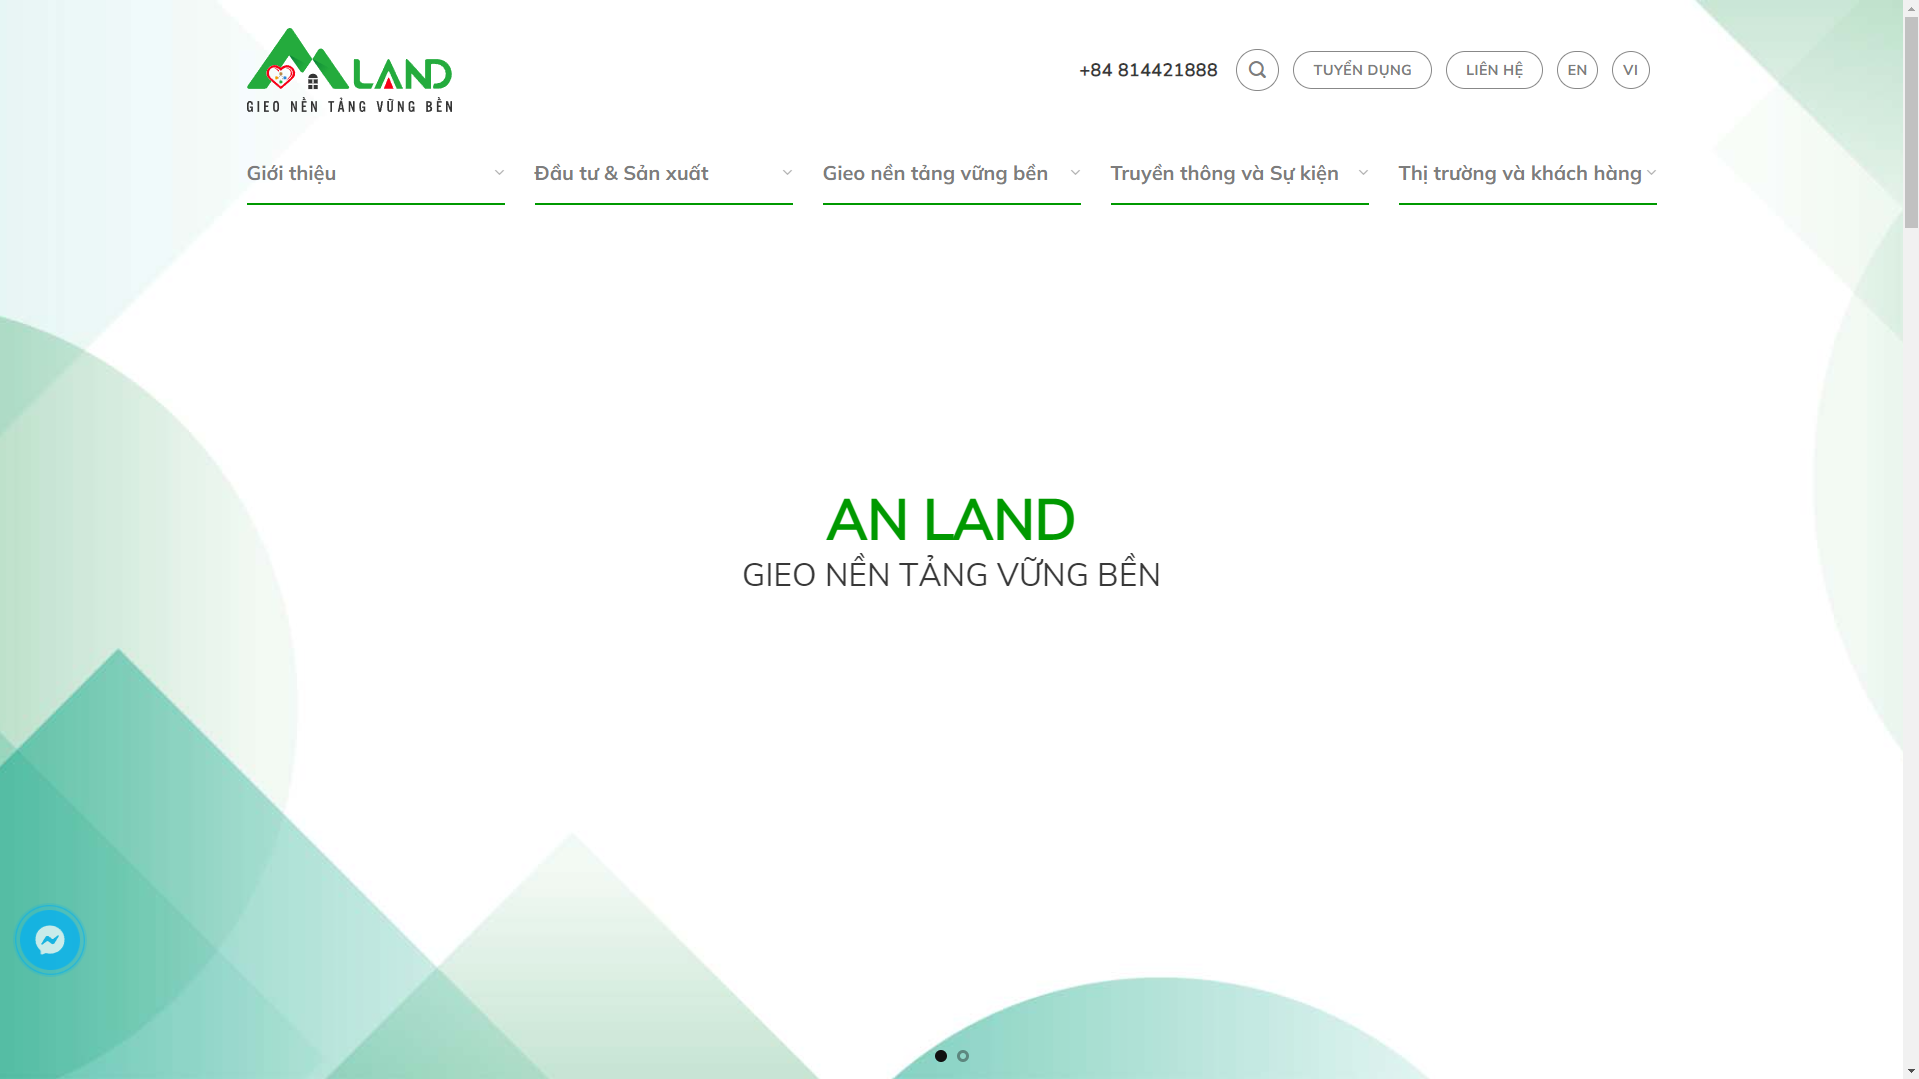 LAND
GIEO NỀN TẢNG VỮNG BỀN
+84 814421888
TUYỂN DỤNG
LIÊN HỆ
EN
VI
Giới thiệu
Đầu tư & Sản xuất
Gieo nền tảng vững bền
Truyền thông và Sự kiện
Thị trường và khách hàng
AN LAND
GIEO NỀN TẢNG VỮNG BỀN